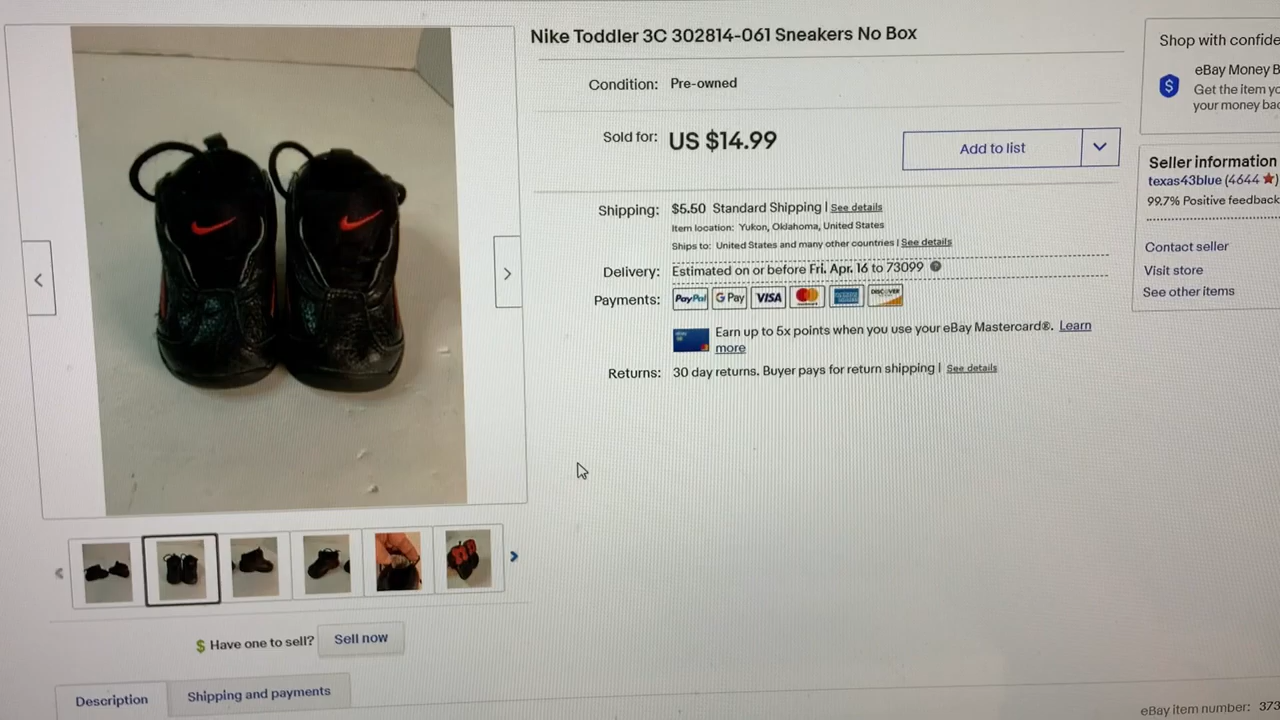 Nike Toddler 3C 302814-061 Sneakers No Box
Condition: Pre-owned
Sold for: US $14.99
Add to list
Shipping: $5.50 Standard Shipping | See details
Item location: Yukon, Oklahoma, United States
Ships to: United States and many other countries | See details
Delivery: Estimated on or before Fri. Apr. 16 to 73099
Payments: PayPal G Pay VISA DISCOVER
Earn up to 5x points when you use your eBay Mastercard®. Learn
more
Returns: 30 day returns. Buyer pays for return shipping | See details
Shop with confide
eBay Money B
Get the item yo
your money bac
Seller information
texas43blue (4644 ★)
99.7% Positive feedback
Contact seller
Visit store
See other items
$ Have one to sell? Sell now
Description
Shipping and payments
eBay item number: 373